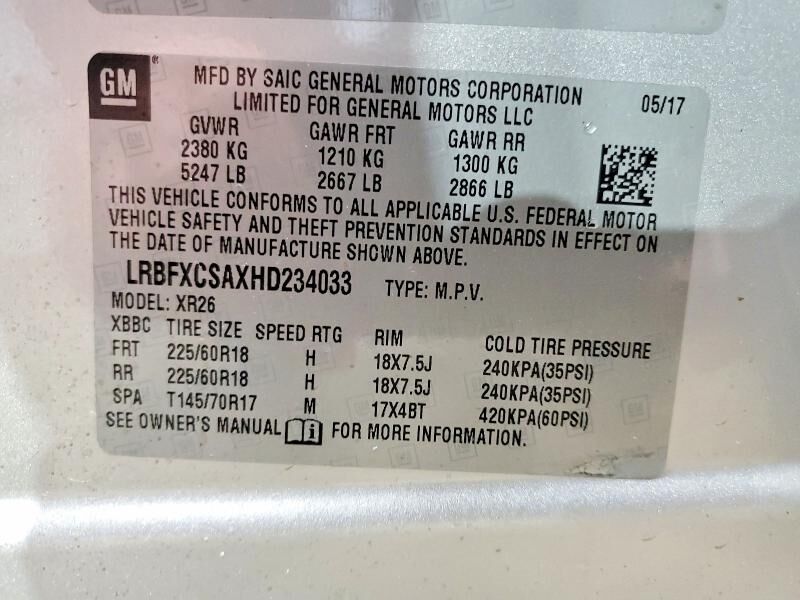 GM ®
MFD BY SAIC GENERAL MOTORS CORPORATION 05/17
LIMITED FOR GENERAL MOTORS LLC
GVWR GAWR FRT GAWR RR
2380 KG 1210 KG 1300 KG
5247 LB 2667 LB 2866 LB
THIS VEHICLE CONFORMS TO ALL APPLICABLE U.S. FEDERAL MOTOR
VEHICLE SAFETY AND THEFT PREVENTION STANDARDS IN EFFECT ON
THE DATE OF MANUFACTURE SHOWN ABOVE.
LRBFXCSAXHD234033 TYPE: M.P.V.
MODEL: XR26
XBBC TIRE SIZE SPEED RTG RIM COLD TIRE PRESSURE
FRT 225/60R18 H 18X7.5J 240KPA(35PSI)
RR 225/60R18 H 18X7.5J 240KPA(35PSI)
SPA T145/70R17 M 17X4BT 420KPA(60PSI)
SEE OWNER'S MANUAL i FOR MORE INFORMATION.